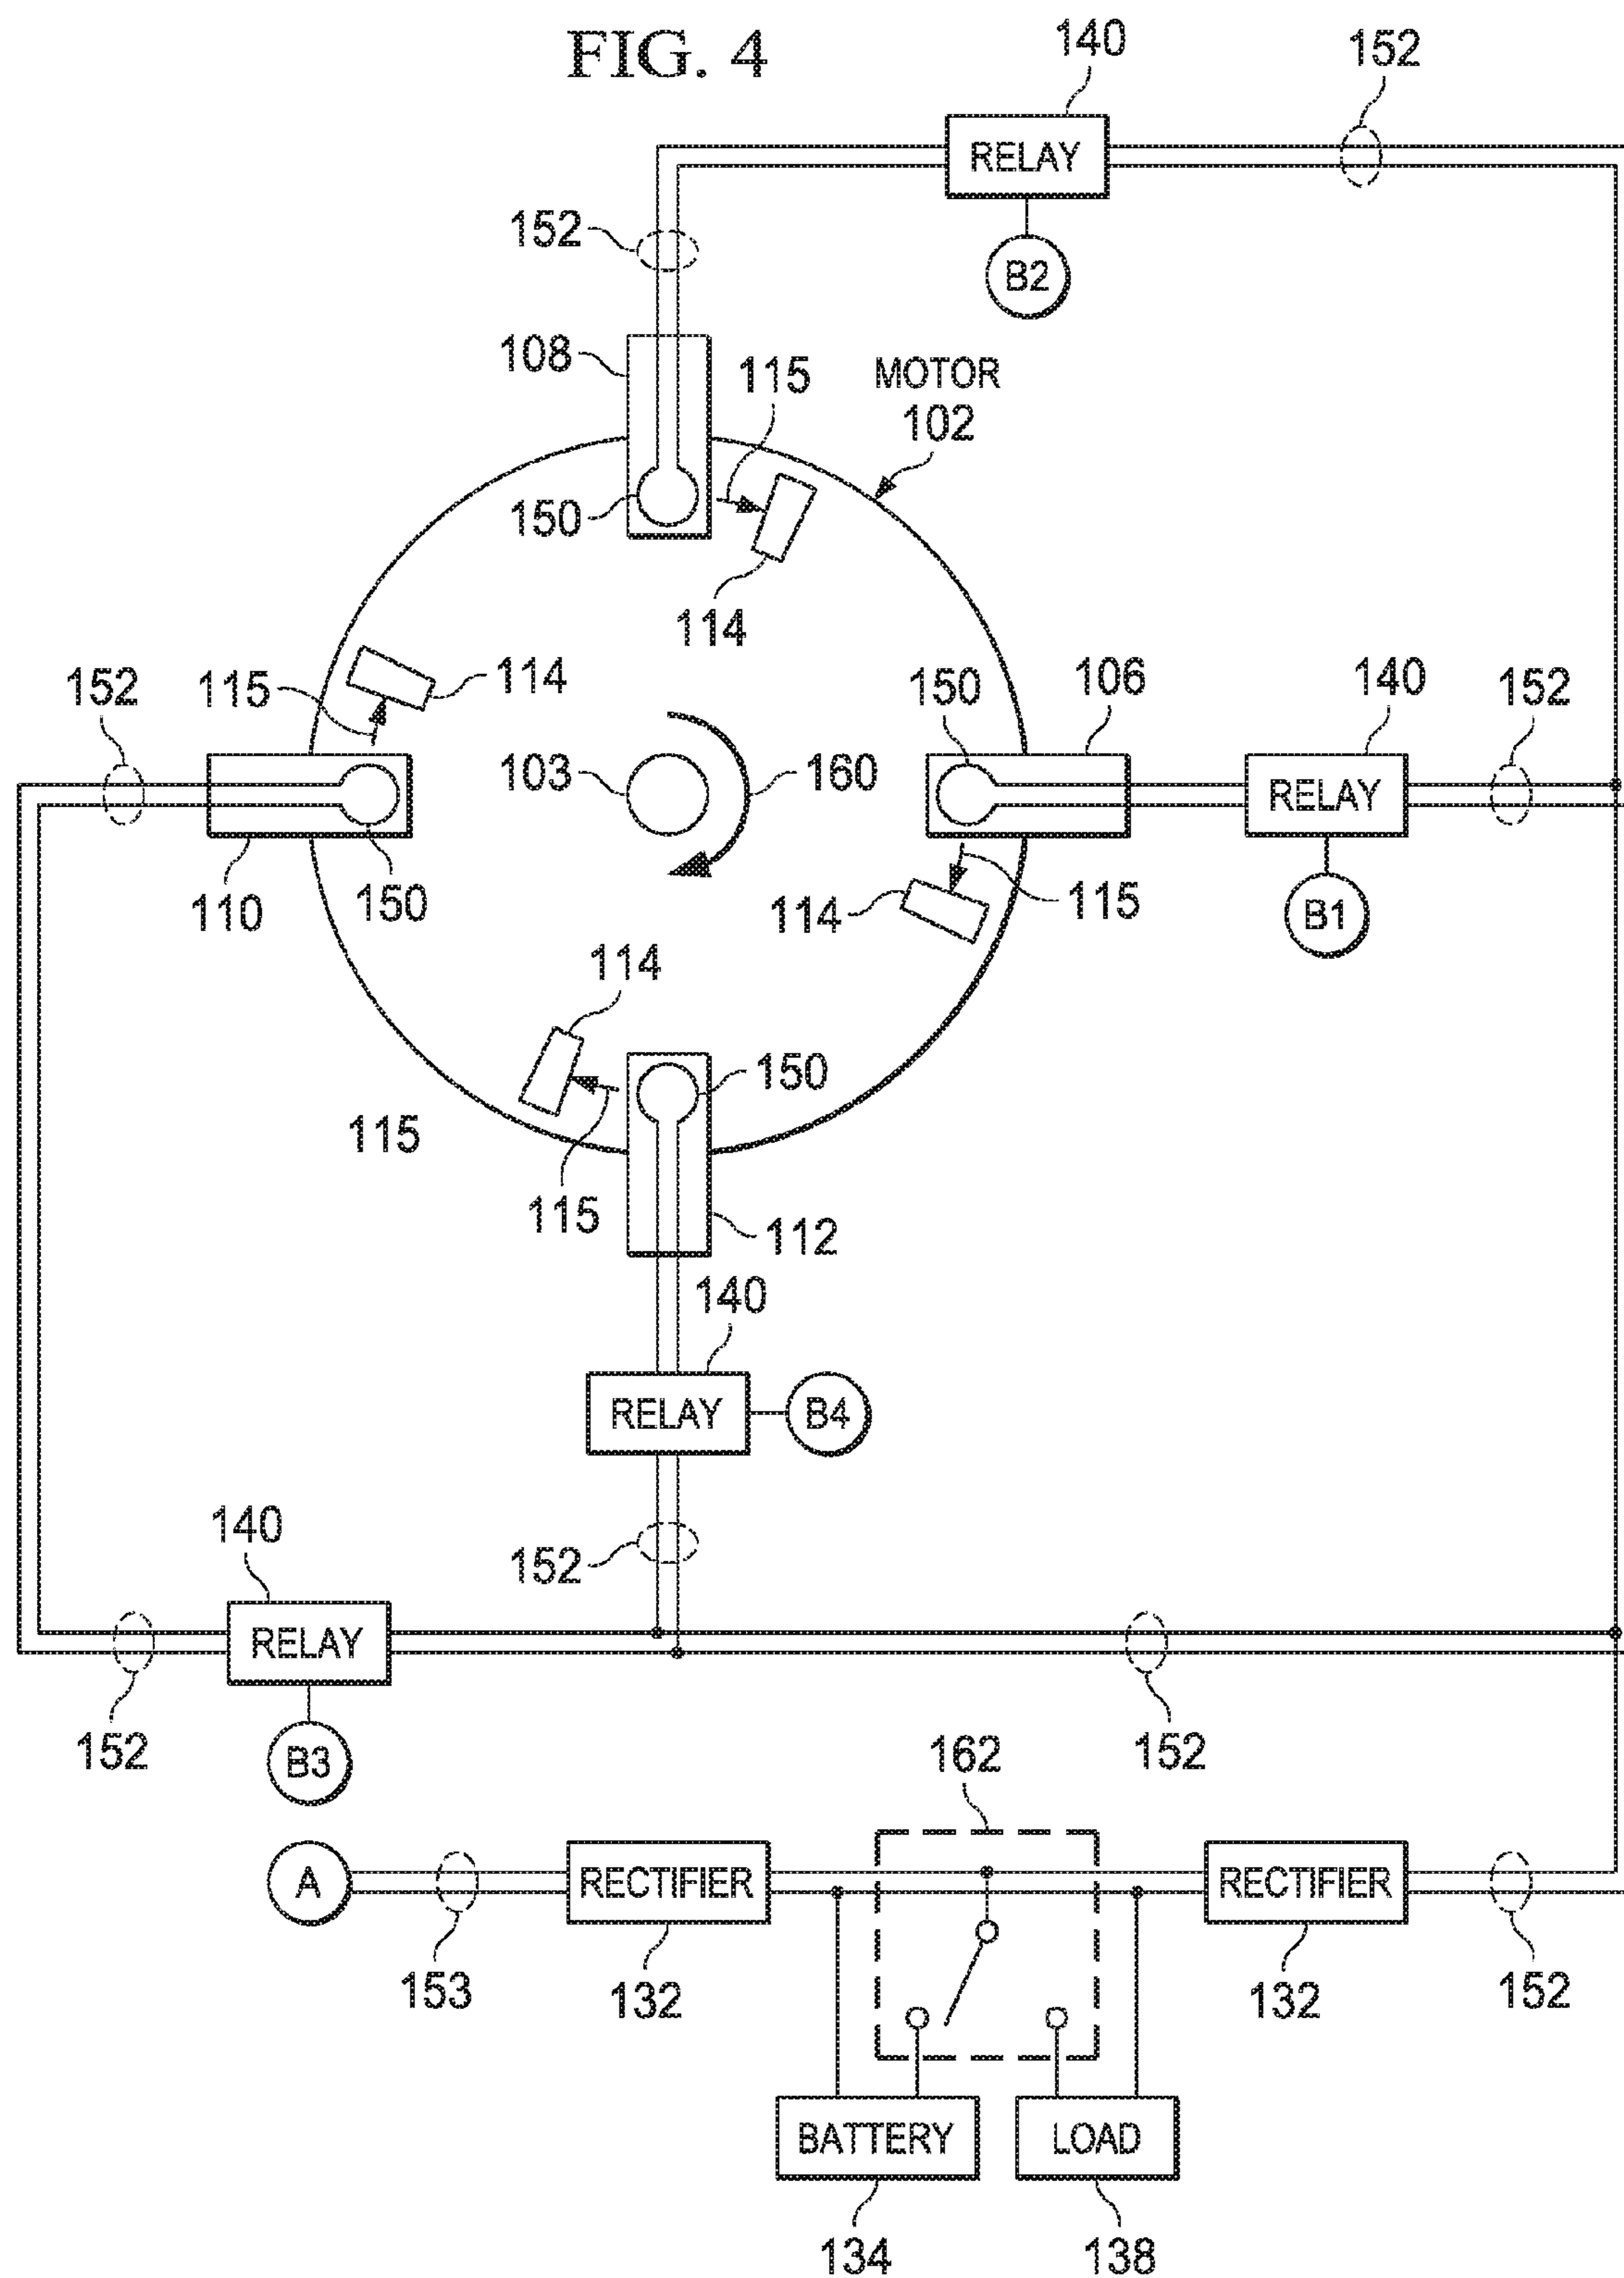 FIG. 4
140
152
RELAY
152
B2
108
115
MOTOR
102
150
114
152
115
114
150
106
140
152
103
160
RELAY
110
150
114
115
B1
114
150
115
115
112
140
RELAY
B4
140
152
RELAY
152
B3
162
152
A
RECTIFIER
RECTIFIER
153
132
132
152
BATTERY
LOAD
134
138